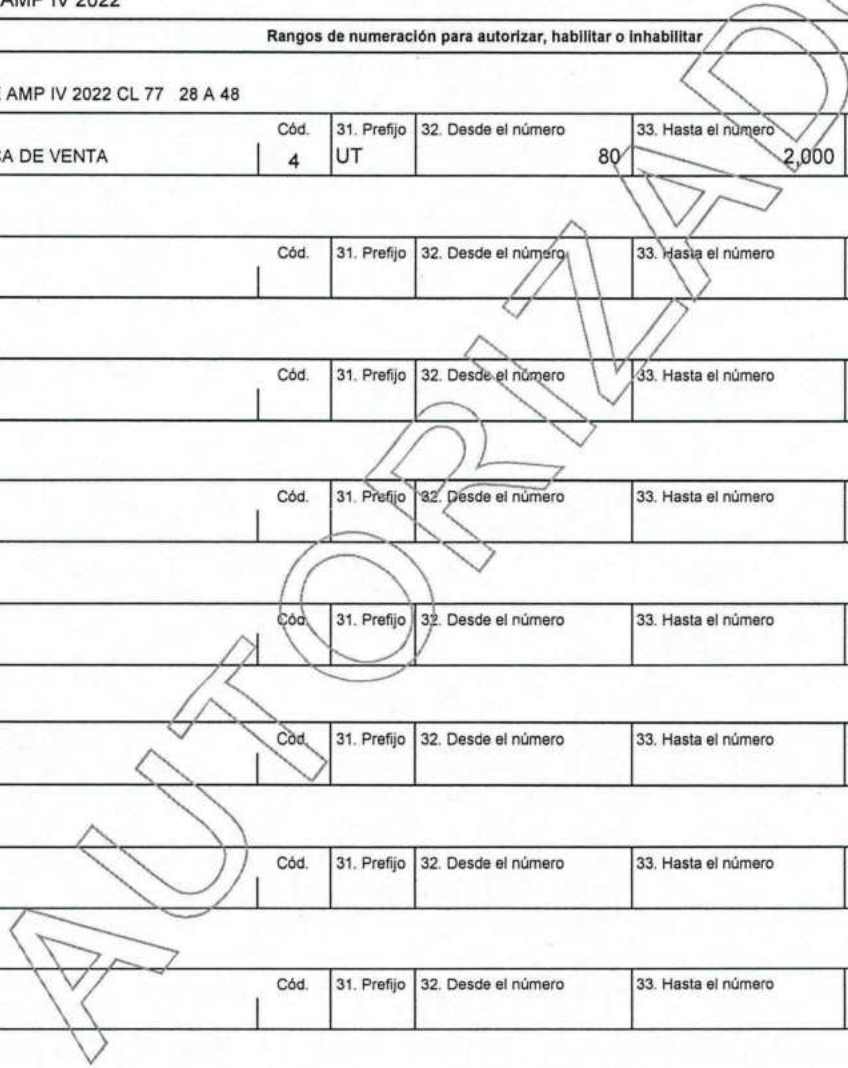 AMP IV 2022
Rangos de numeración para autorizar, habilitar o inhabilitar
AMP IV 2022 CL 77 28 A 48
Cód. 31. Prefijo 32. Desde el número 33. Hasta el número
CA DE VENTA 4 UT 80 2,000
Cód. 31. Prefijo 32. Desde el número 33. Hasta el número
Cód. 31. Prefijo 32. Desde el número 33. Hasta el número
Cód. 31. Prefijo 32. Desde el número 33. Hasta el número
Cód. 31. Prefijo 32. Desde el número 33. Hasta el número
Cód. 31. Prefijo 32. Desde el número 33. Hasta el número
Cód. 31. Prefijo 32. Desde el número 33. Hasta el número
Cód. 31. Prefijo 32. Desde el número 33. Hasta el número
AUTORIZAD